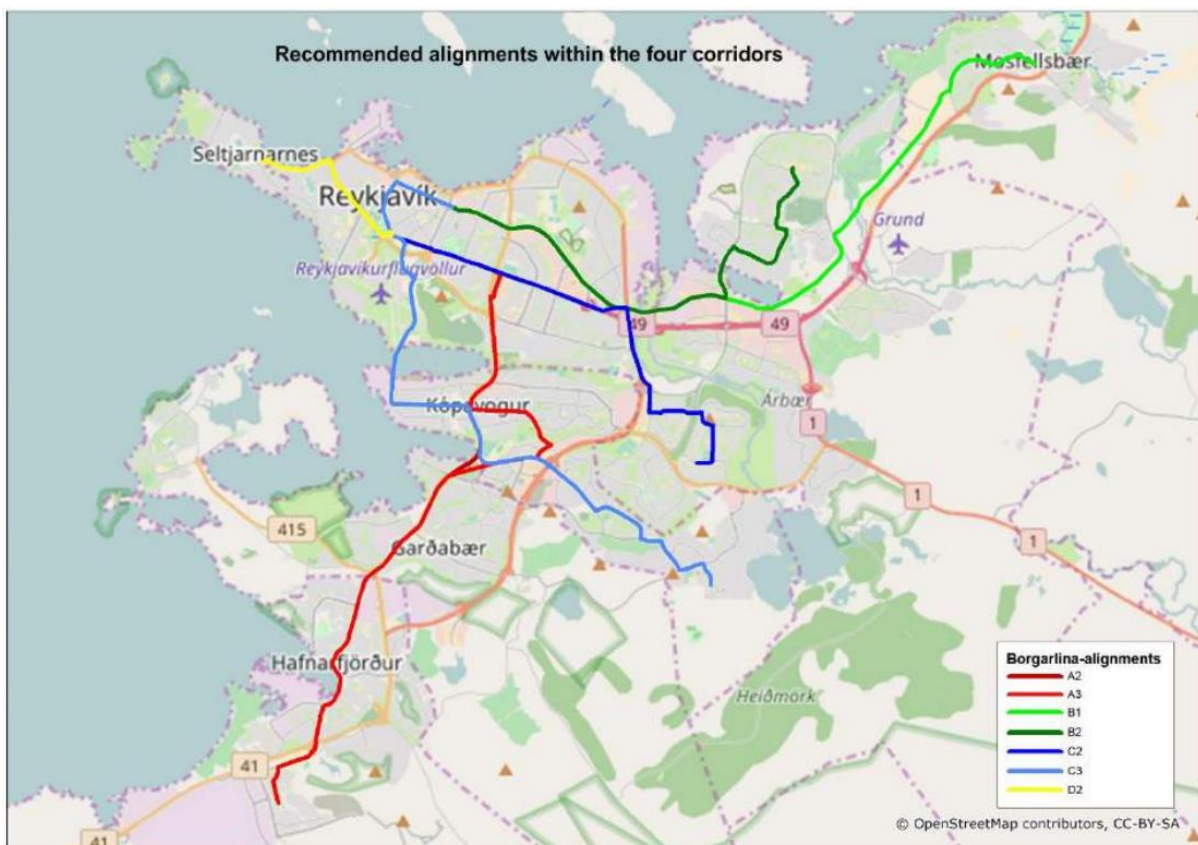 Recommended alignments within the four corridors
Mosfellsbær
Seltjarnarnes
Reykjavík
Grund
Reykjavíkurflugvöllur
49
49
Kópavogur
Árbær
1
1
1
415
Garðabær
Hafnarfjörður
Heiðmörk
41
41
Borgarlina-alignments
A2
A3
B1
B2
C2
C3
D2
© OpenStreetMap contributors, CC-BY-SA